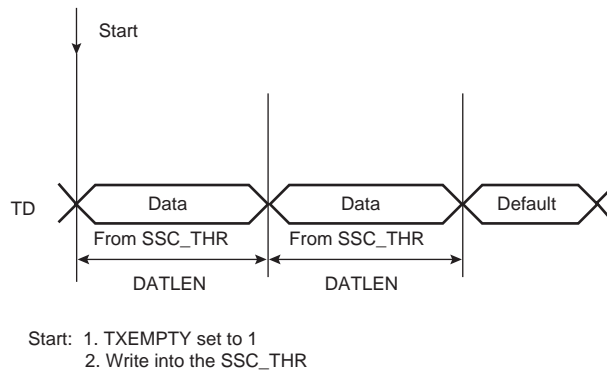 Start
TD
Data
Data
Default
From SSC_THR
From SSC_THR
DATLEN
DATLEN
Start: 1. TXEMPTY set to 1
2. Write into the SSC_THR